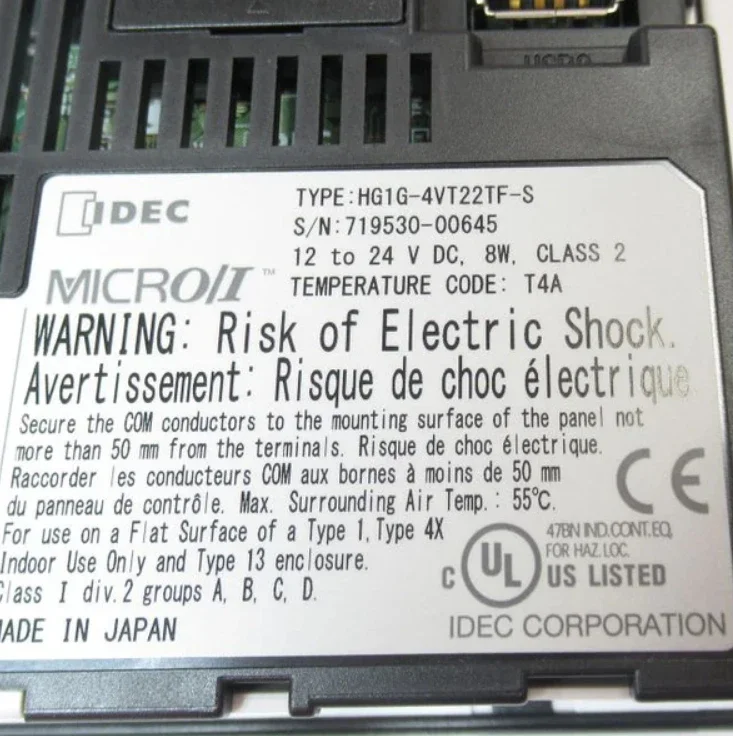 IDEC
TYPE:HG1G-4VT22TF-S
S/N:719530-00645
12 to 24 V DC, 8W, CLASS 2
MICRO/I ™
TEMPERATURE CODE: T4A
WARNING: Risk of Electric Shock.
Avertissement: Risque de choc électrique
Secure the COM conductors to the mounting surface of the panel not
more than 50 mm from the terminals. Risque de choc électrique.
Raccorder les conducteurs COM aux bornes à moins de 50 mm
du panneau de contrôle. Max. Surrounding Air Temp.: 55℃.
For use on a Flat Surface of a Type 1, Type 4X
Indoor Use Only and Type 13 enclosure.
Class I div.2 groups A, B, C, D.
MADE IN JAPAN
CE
47BN IND.CONT.EQ.
FOR HAZ.LOC.
C UL US LISTED
IDEC CORPORATION